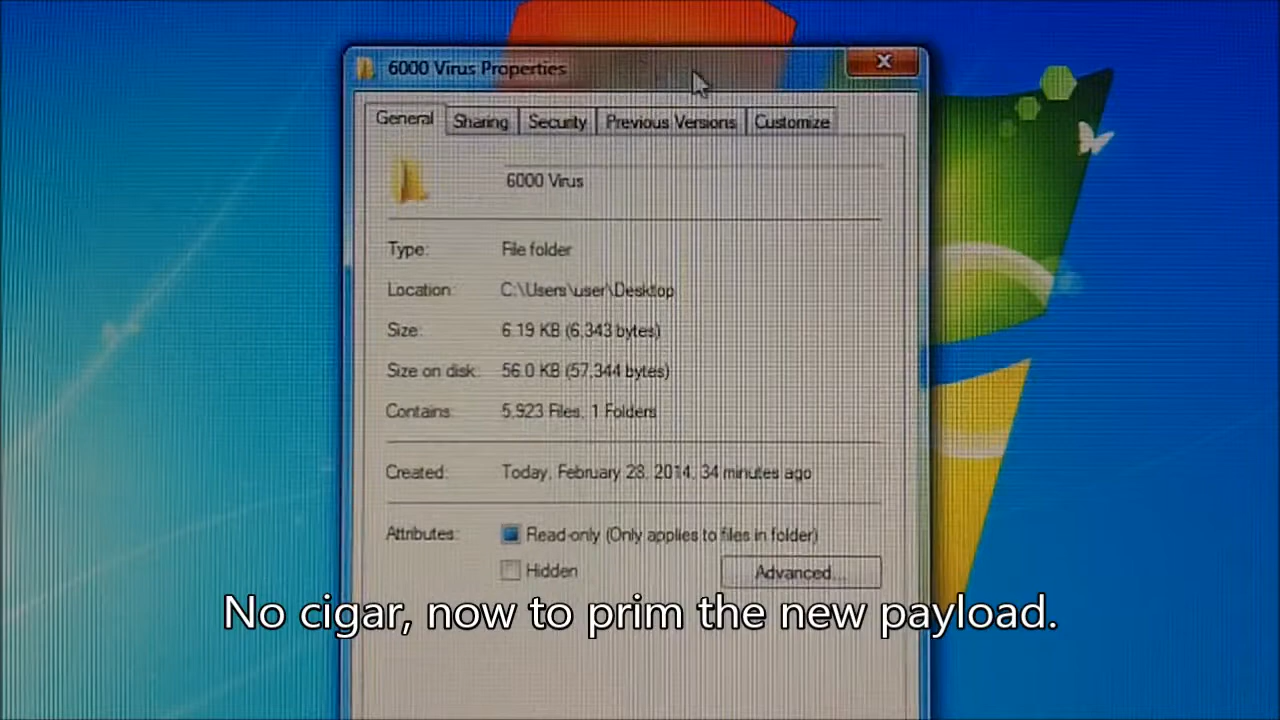 6000 Virus Properties
General Sharing Security Previous Versions Customize
6000 Virus
Type: File folder
Location: C:\Users\user\Desktop
Size: 6.19 KB (6,343 bytes)
Size on disk: 56.0 KB (57,344 bytes)
Contains: 5,923 Files, 1 Folders
Created: Today, February 28, 2014, 34 minutes ago
Attributes: Read-only (Only applies to files in folder)
Hidden Advanced...
No cigar, now to prim the new payload.